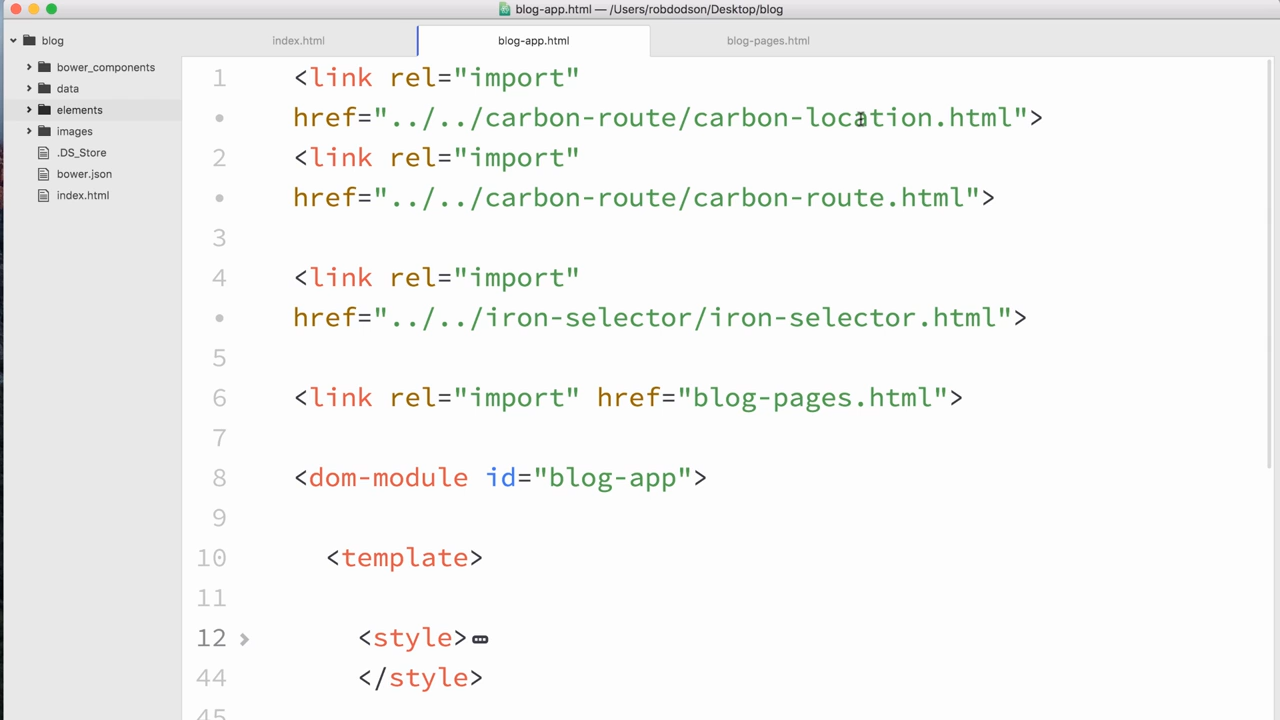 blog-app.html — /Users/robdodson/Desktop/blog
blog
bower_components
data
elements
images
.DS_Store
bower.json
index.html
index.html
blog-app.html
blog-pages.html
1 <link rel="import"
• href="../../carbon-route/carbon-location.html">
2 <link rel="import"
• href="../../carbon-route/carbon-route.html">
3
4 <link rel="import"
• href="../../iron-selector/iron-selector.html">
5
6 <link rel="import" href="blog-pages.html">
7
8 <dom-module id="blog-app">
9
10 <template>
11
12 <style>
44 </style>
45